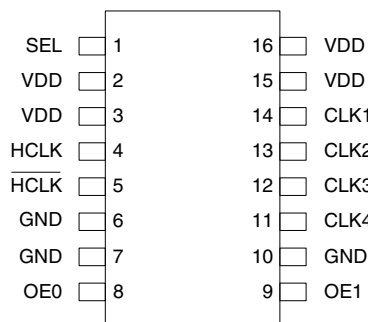 SEL 1 16 VDD
VDD 2 15 VDD
VDD 3 14 CLK1
HCLK 4 13 CLK2
HCLK 5 12 CLK3
GND 6 11 CLK4
GND 7 10 GND
OE0 8 9 OE1